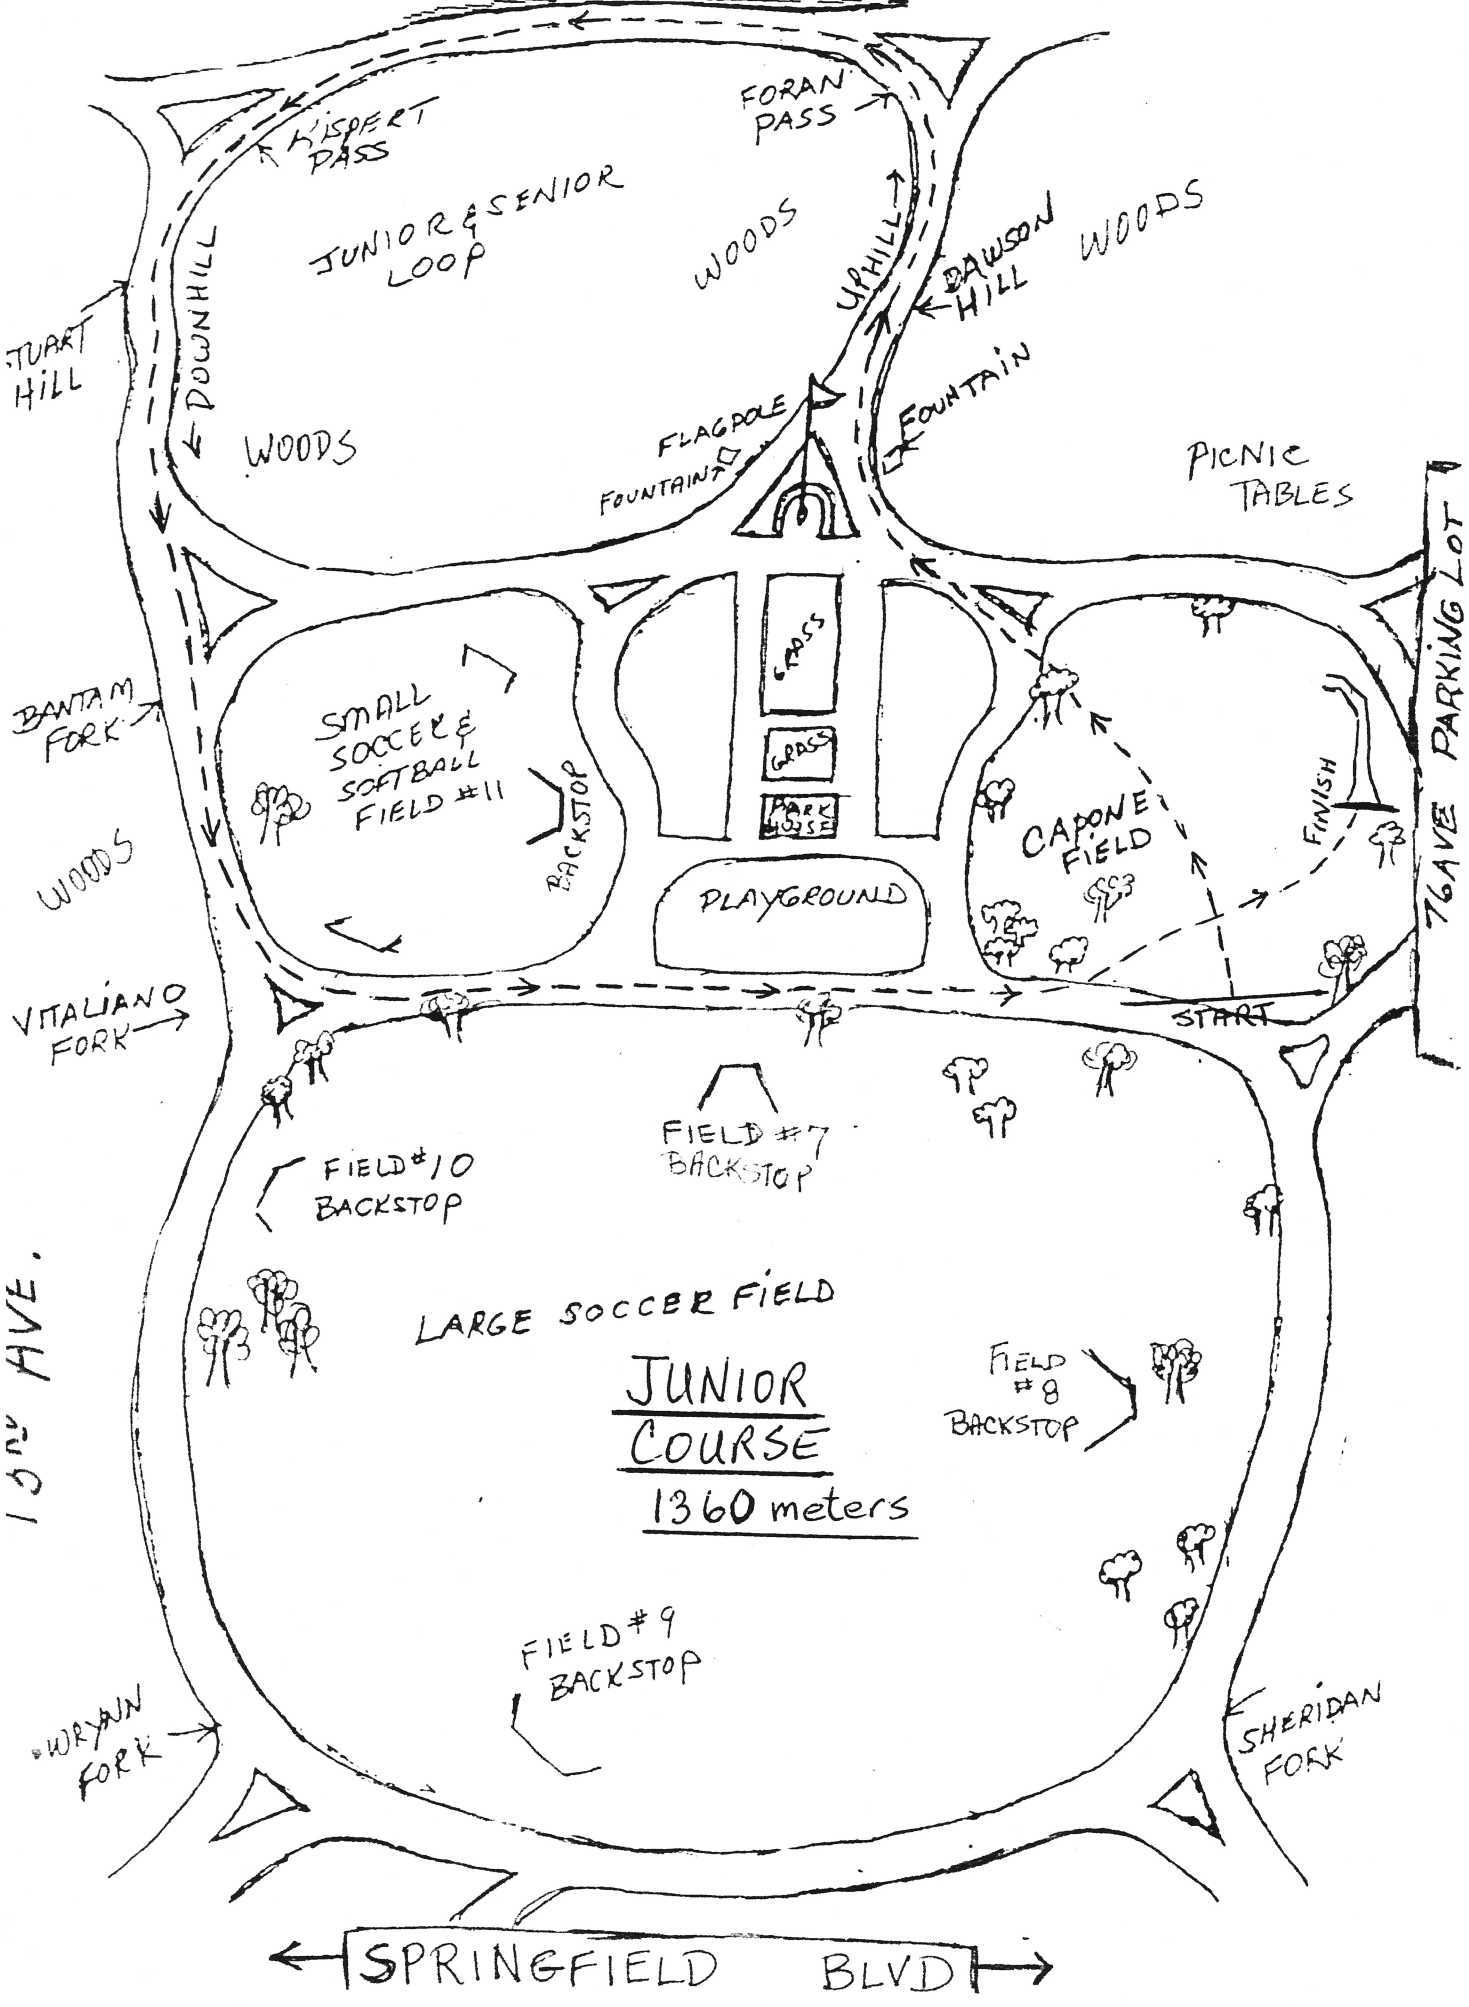 FORAN
PASS
KISPERT
PASS
JUNIOR & SENIOR
LOOP
WOODS
WOODS
UPHILL
DAWSON
HILL
DOWNHILL
TUART
HILL
WOODS
FLAGPOLE
FOUNTAIN
FOUNTAIN
PICNIC
TABLES
76 AVE PARKING LOT
GRASS
GRASS
PARK
HOUSE
BANTAM
FORK
SMALL
SOCCER &
SOFTBALL
FIELD #11
BACKSTOP
CAPONE
FIELD
FINISH
WOODS
PLAYGROUND
VITALIANO
FORK
START
FIELD #7
BACKSTOP
FIELD #10
BACKSTOP
AVE.
LARGE SOCCER FIELD
JUNIOR
COURSE
1360 meters
FIELD
#8
BACKSTOP
FIELD #9
BACKSTOP
WRYNN
FORK
SHERIDAN
FORK
SPRINGFIELD BLVD